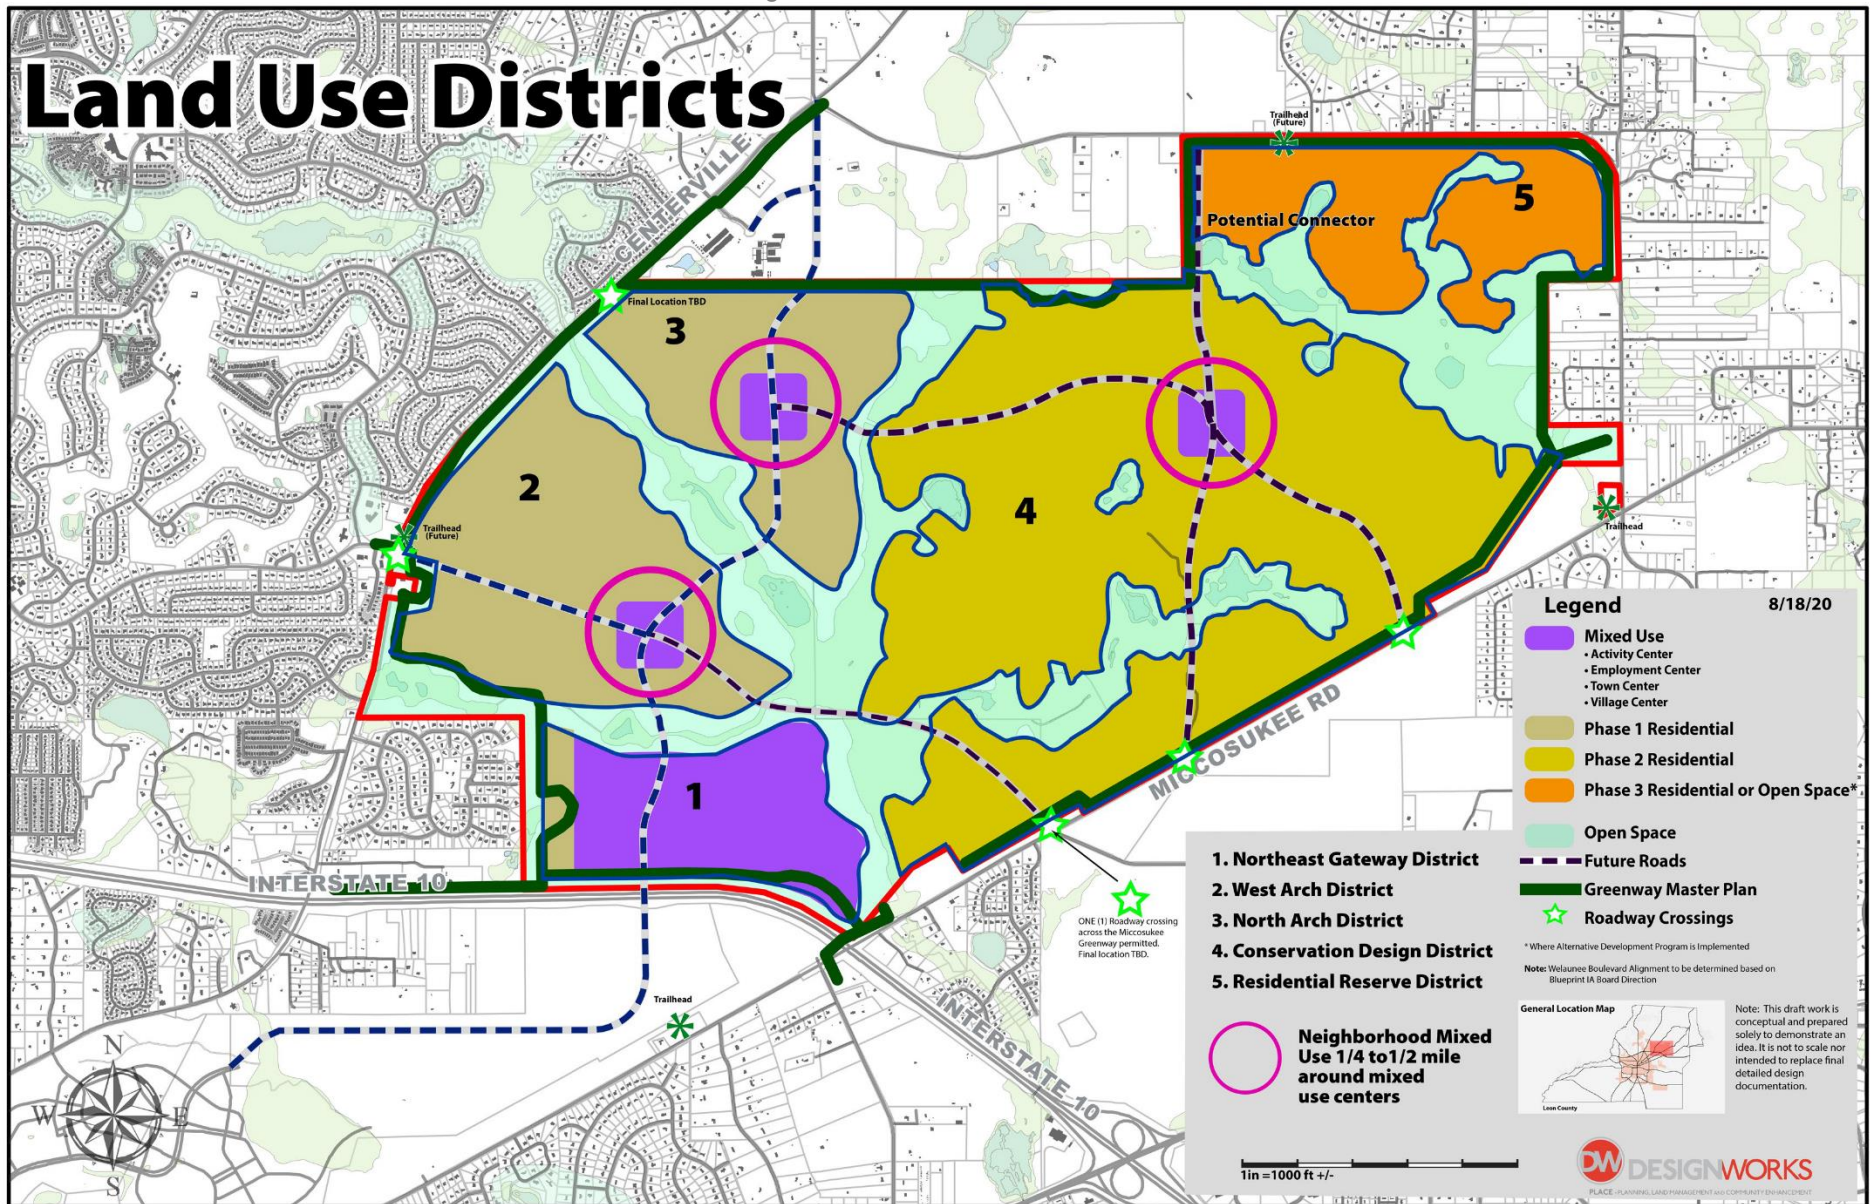 Land Use Districts
CENTERVILLE
Trailhead
(Future)
5
Potential Connector
Final Location TBD
3
2
4
Trailhead
(Future)
Trailhead
1
INTERSTATE 10
MICCOSUKEE RD
ONE (1) Roadway crossing
across the Miccosukee
Greenway permitted.
Final location TBD.
Trailhead
INTERSTATE 10
N
W
E
S
Legend
8/18/20
Mixed Use
• Activity Center
• Employment Center
• Town Center
• Village Center
Phase 1 Residential
Phase 2 Residential
Phase 3 Residential or Open Space*
Open Space
Future Roads
Greenway Master Plan
Roadway Crossings
* Where Alternative Development Program is Implemented
Note: Welaunee Boulevard Alignment to be determined based on
Blueprint IA Board Direction
1. Northeast Gateway District
2. West Arch District
3. North Arch District
4. Conservation Design District
5. Residential Reserve District
Neighborhood Mixed
Use 1/4 to1/2 mile
around mixed
use centers
General Location Map
Leon County
Note: This draft work is
conceptual and prepared
solely to demonstrate an
idea. It is not to scale nor
intended to replace final
detailed design
documentation.
1in =1000 ft +/-
DW DESIGNWORKS
PLACE - PLANNING, LAND MANAGEMENT AND COMMUNITY ENHANCEMENT